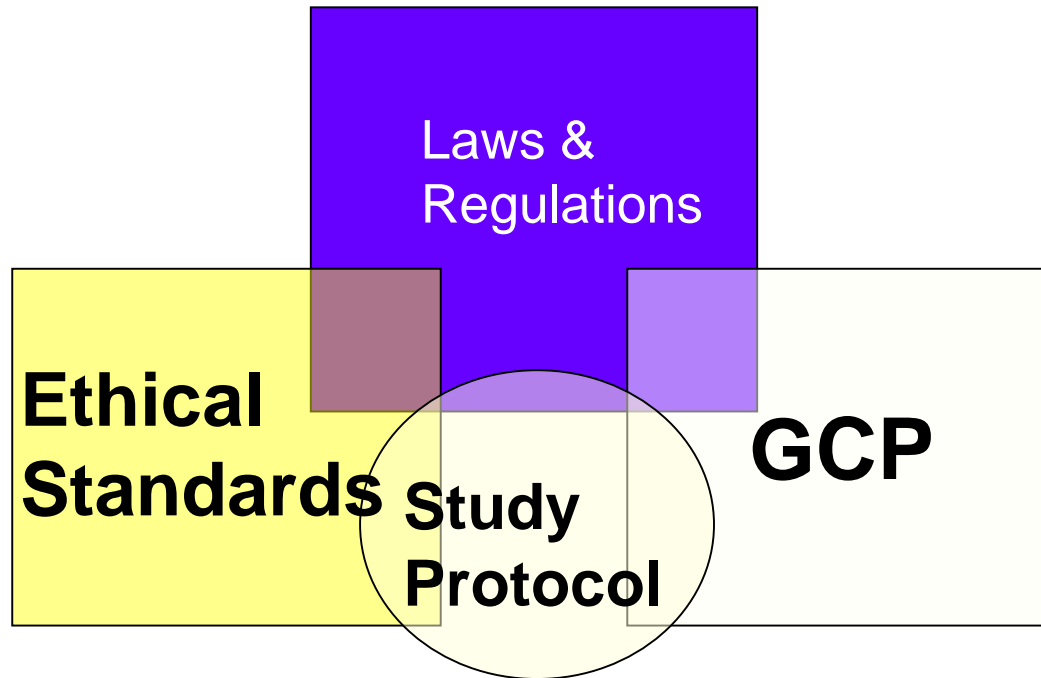 Laws &
Regulations
Ethical
Standards
GCP
Study
Protocol